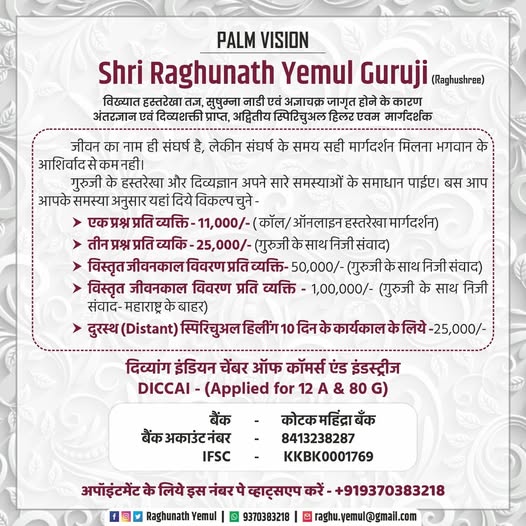 PALM VISION
Shri Raghunath Yemul Guruji (Raghushree)
विख्यात हस्तरेखा तज्ञ, सुषुम्ना नाडी एवं अज्ञाचक्र जागृत होने के कारण
अंतरज्ञान एवं दिव्यशक्ती प्राप्त, अद्वितीय स्पिरिचुअल हिलर एवम मार्गदर्शक
जीवन का नाम ही संघर्ष है, लेकीन संघर्ष के समय सही मार्गदर्शन मिलना भगवान के
आशिर्वाद से कम नही।
गुरुजी के हस्तरेखा और दिव्यज्ञान अपने सारे समस्याओं के समाधान पाईए। बस आप
आपके समस्या अनुसार यहां दिये विकल्प चुने -
➤ एक प्रश्न प्रति व्यक्ति - 11,000/- ( कॉल/ ऑनलाइन हस्तरेखा मार्गदर्शन)
➤ तीन प्रश्न प्रति व्यकि - 25,000/- (गुरुजी के साथ निजी संवाद)
➤ विस्तृत जीवनकाल विवरण प्रति व्यक्ति- 50,000/- (गुरुजी के साथ निजी संवाद)
➤ विस्तृत जीवनकाल विवरण प्रति व्यक्ति - 1,00,000/- (गुरुजी के साथ निजी
संवाद- महाराष्ट्र के बाहर)
➤ दुरस्थ (Distant) स्पिरिचुअल हिलींग 10 दिन के कार्यकाल के लिये -25,000/-
दिव्यांग इंडियन चेंबर ऑफ कॉमर्स एंड इंडस्ट्रीज
DICCAI - (Applied for 12 A & 80 G)
बैंक - कोटक महिंद्रा बँक
बैंक अकाउंट नंबर - 8413238287
IFSC - KKBK0001769
अपॉइंटमेंट के लिये इस नंबर पे व्हाट्सएप करें - +919370383218
Raghunath Yemul | 9370383218 | raghu.yemul@gmail.com